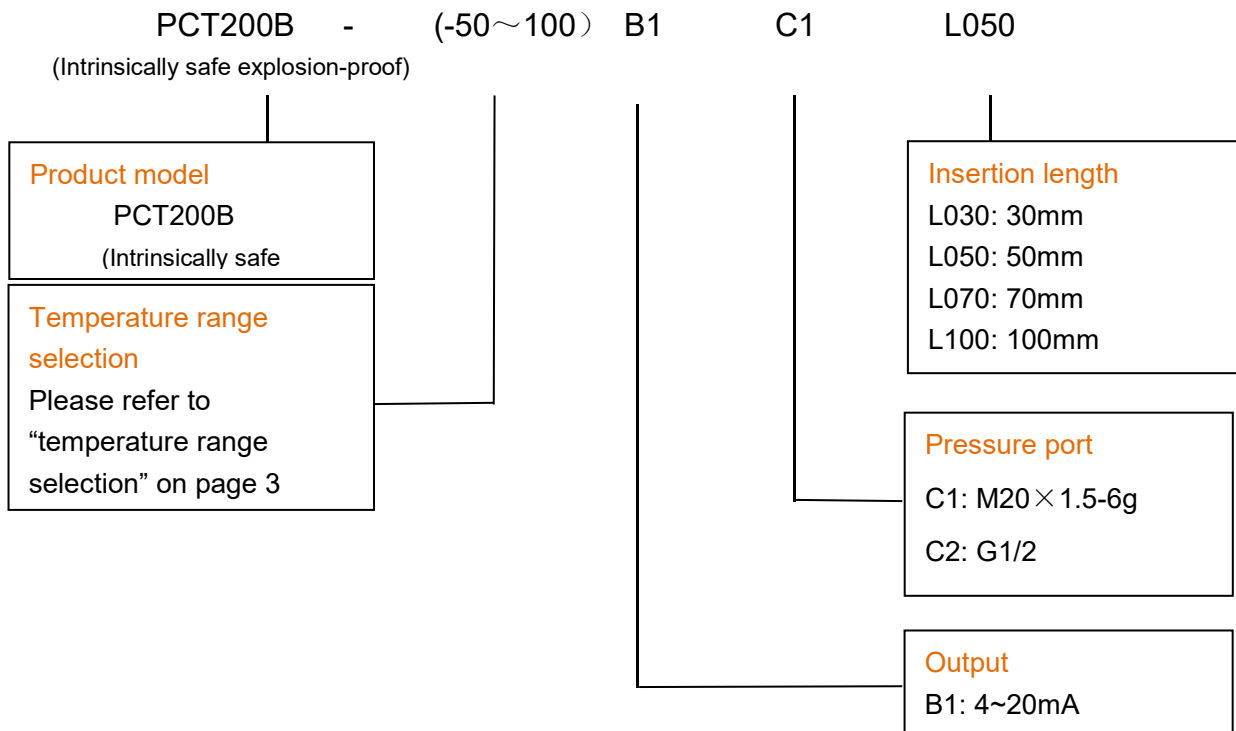 PCT200B - (-50～100） B1 C1 L050
(Intrinsically safe explosion-proof)
Product model
PCT200B
(Intrinsically safe
Temperature range
selection
Please refer to
“temperature range
selection” on page 3
Insertion length
L030: 30mm
L050: 50mm
L070: 70mm
L100: 100mm
Pressure port
C1: M20×1.5-6g
C2: G1/2
Output
B1: 4~20mA